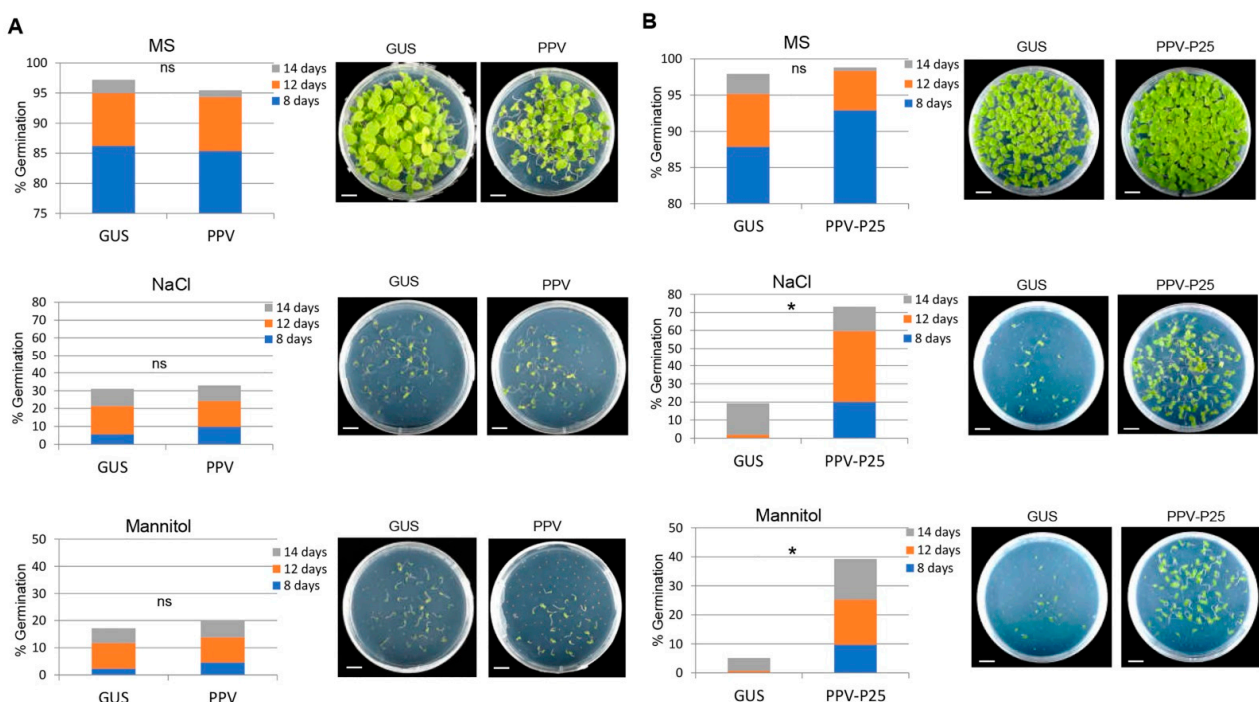 A
MS
% Germination
100
95
90
85
80
75
ns
14 days
12 days
8 days
GUS
PPV
GUS
PPV
NaCl
% Germination
80
70
60
50
40
30
20
10
0
ns
14 days
12 days
8 days
GUS
PPV
GUS
PPV
Mannitol
% Germination
50
40
30
20
10
0
ns
14 days
12 days
8 days
GUS
PPV
GUS
PPV
B
MS
% Germination
100
95
90
85
80
ns
14 days
12 days
8 days
GUS
PPV-P25
GUS
PPV-P25
NaCl
% Germination
80
70
60
50
40
30
20
10
0
*
14 days
12 days
8 days
GUS
PPV-P25
GUS
PPV-P25
Mannitol
% Germination
50
40
30
20
10
0
*
14 days
12 days
8 days
GUS
PPV-P25
GUS
PPV-P25